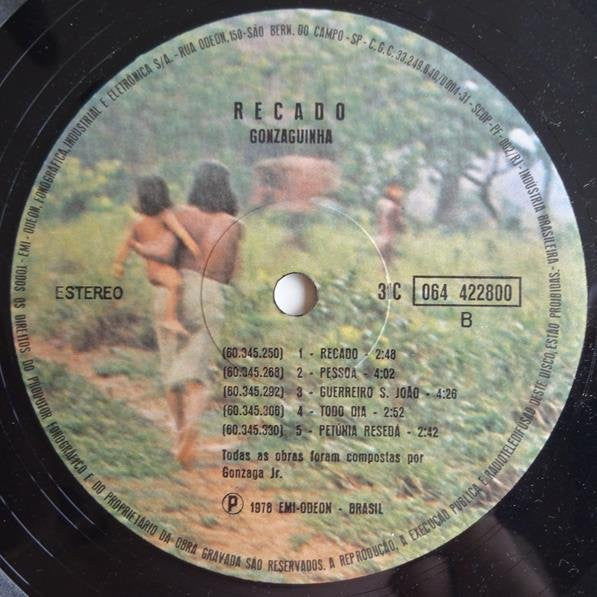 RECADO
GONZAGUINHA
ESTEREO
31C 064 422800
B
(60.345.250) 1 - RECADO - 2:48
(60.345.268) 2 - PESSOA - 4:02
(60.345.292) 3 - GUERREIRO S. JOÃO - 4:26
(60.345.306) 4 - TODO DIA - 2:52
(60.345.330) 5 - PETÚNIA RESEDÁ - 2:42
Todas as obras foram compostas por
Gonzaga Jr.
Ⓟ 1978 EMI-ODEON - BRASIL
TODOS OS DIREITOS DO PRODUTOR FONOGRÁFICO E DO PROPRIETÁRIO DA OBRA GRAVADA SÃO RESERVADOS. A REPRODUÇÃO, A EXECUÇÃO PÚBLICA E RADIOTELEDIFUSÃO DESTE DISCO, ESTÃO PROIBIDAS.
EMI - ODEON, FONOGRÁFICA, INDUSTRIAL E ELETRÔNICA S/A. - RUA ODEON, 150 - SÃO BERN. DO CAMPO - SP - C.G.C. 33.249.640/0004-31 - SCDP-PF-002/RJ - INDÚSTRIA BRASILEIRA